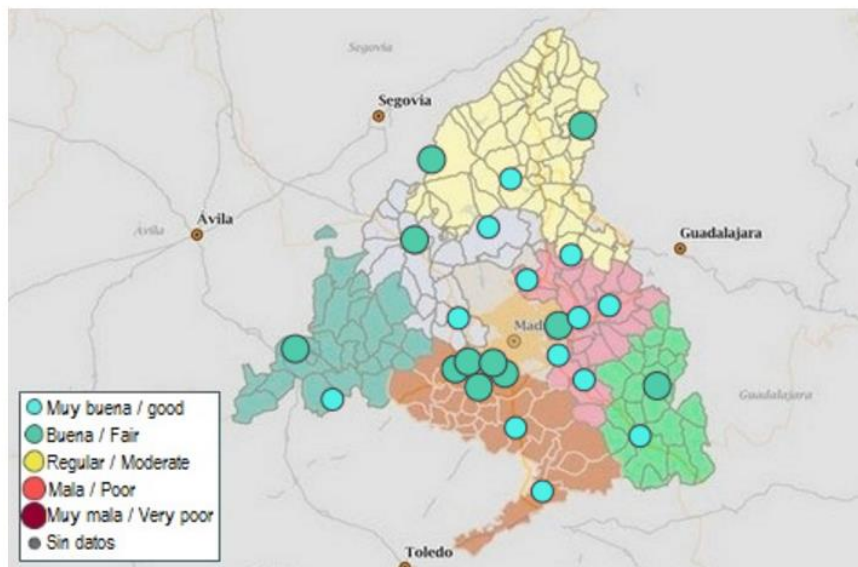 Segovia
Segovia
Ávila
Ávila
Guadalajara
Mad
Guadalajara
Muy buena / good
Buena / Fair
Regular / Moderate
Mala / Poor
Muy mala / Very poor
Sin datos
Toledo